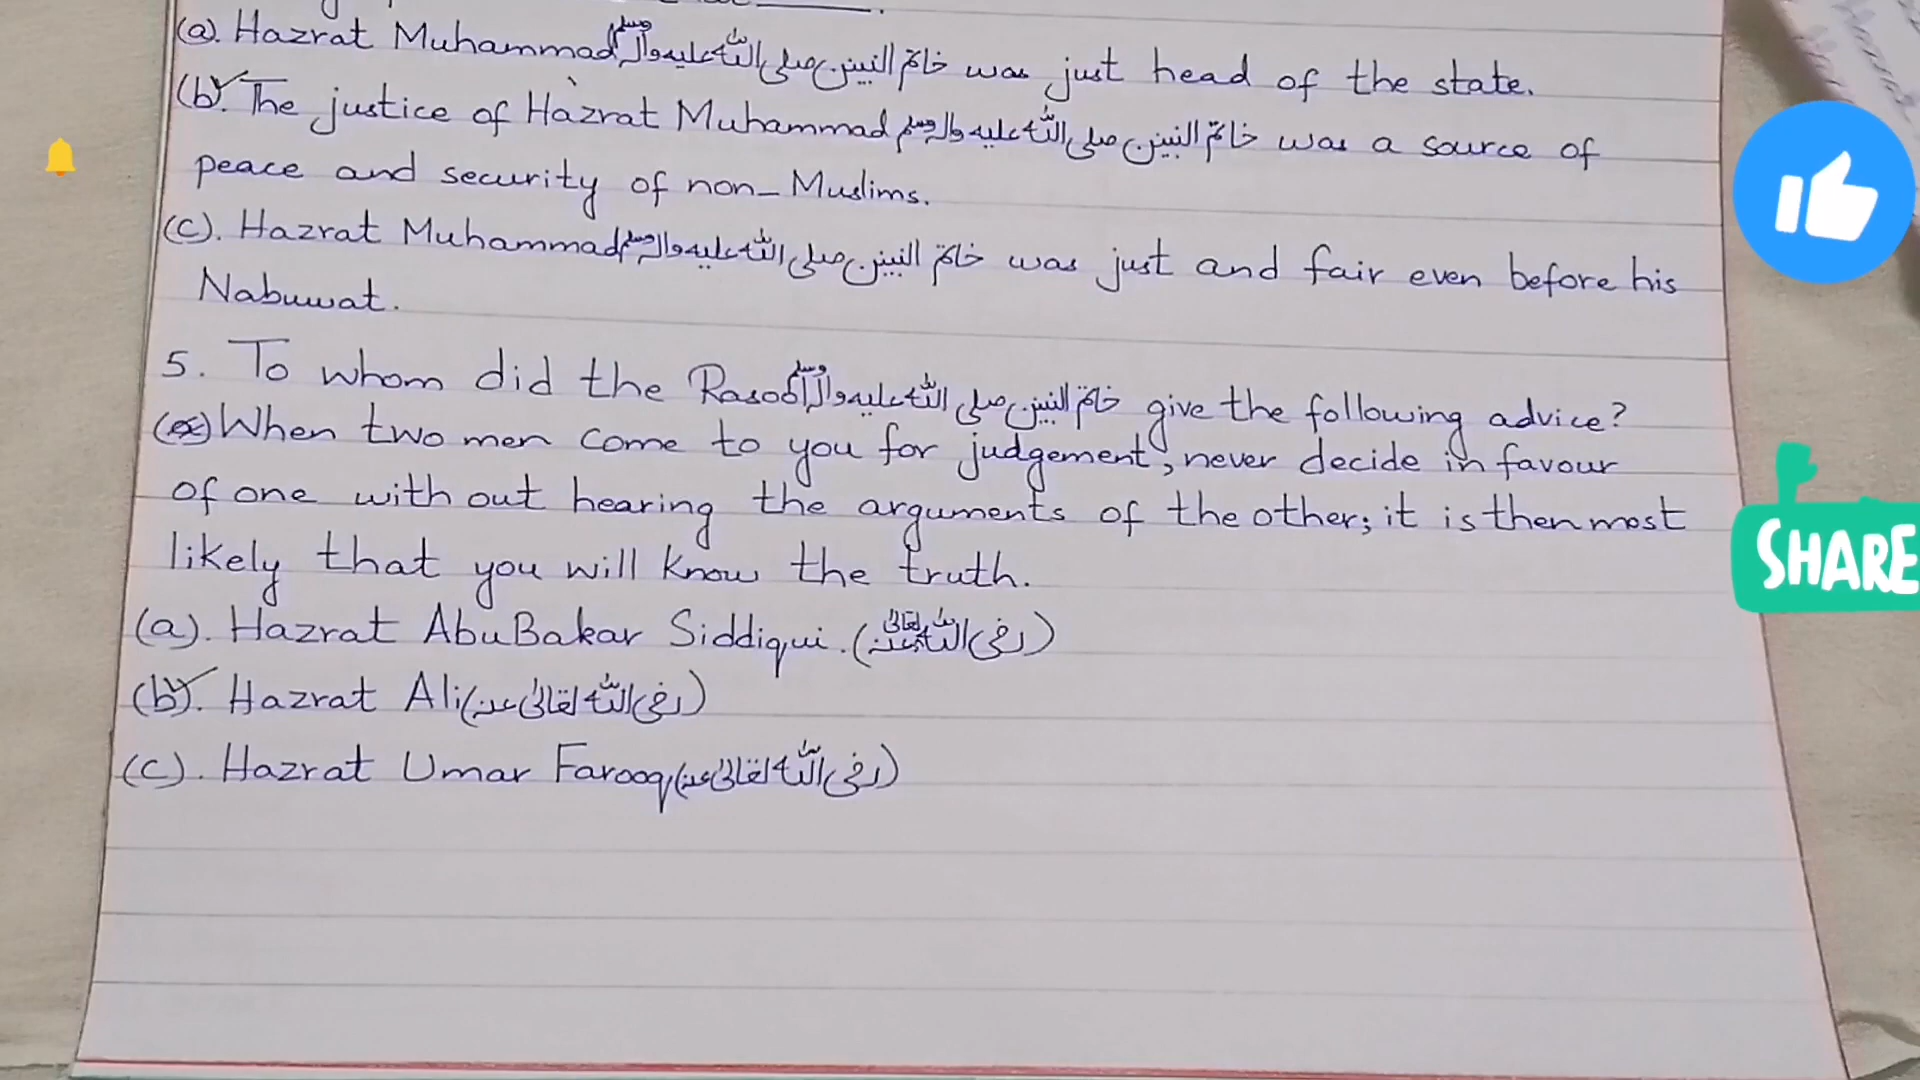 (a). Hazrat Muhammad خاتم النبیین صلی اللہ علیہ وآلہ وسلم was just head of the state.
(b). The justice of Hazrat Muhammad خاتم النبیین صلی اللہ علیہ وآلہ وسلم was a source of
peace and security of non-Muslims.
(c). Hazrat Muhammad خاتم النبیین صلی اللہ علیہ وآلہ وسلم was just and fair even before his
Nabuwat.
5. To whom did the Rasool خاتم النبیین صلی اللہ علیہ وآلہ وسلم give the following advice?
When two men come to you for judgement, never decide in favour
of one with out hearing the arguments of the other; it is then most
likely that you will know the truth.
(a). Hazrat AbuBakar Siddiqui. (رضی اللہ تعالیٰ عنہ)
(b). Hazrat Ali (رضی اللہ تعالیٰ عنہ)
(c). Hazrat Umar Farooq (رضی اللہ تعالیٰ عنہ)
SHARE